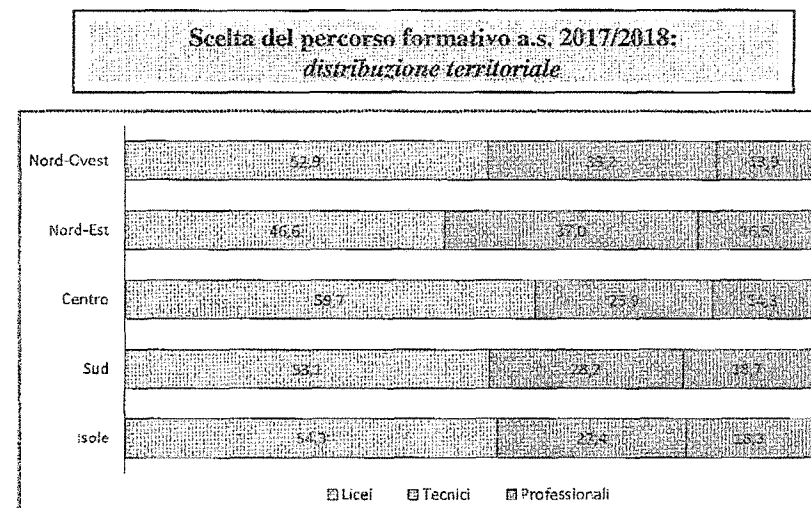 Scelta del percorso formativo a.s. 2017/2018:
distribuzione territoriale
Nord-Ovest 52,9 33,2 13,9
Nord-Est 46,6 37,0 16,5
Centro 59,7 25,9 14,3
Sud 53,1 28,2 18,7
Isole 54,3 27,4 18,3
Licei Tecnici Professionali